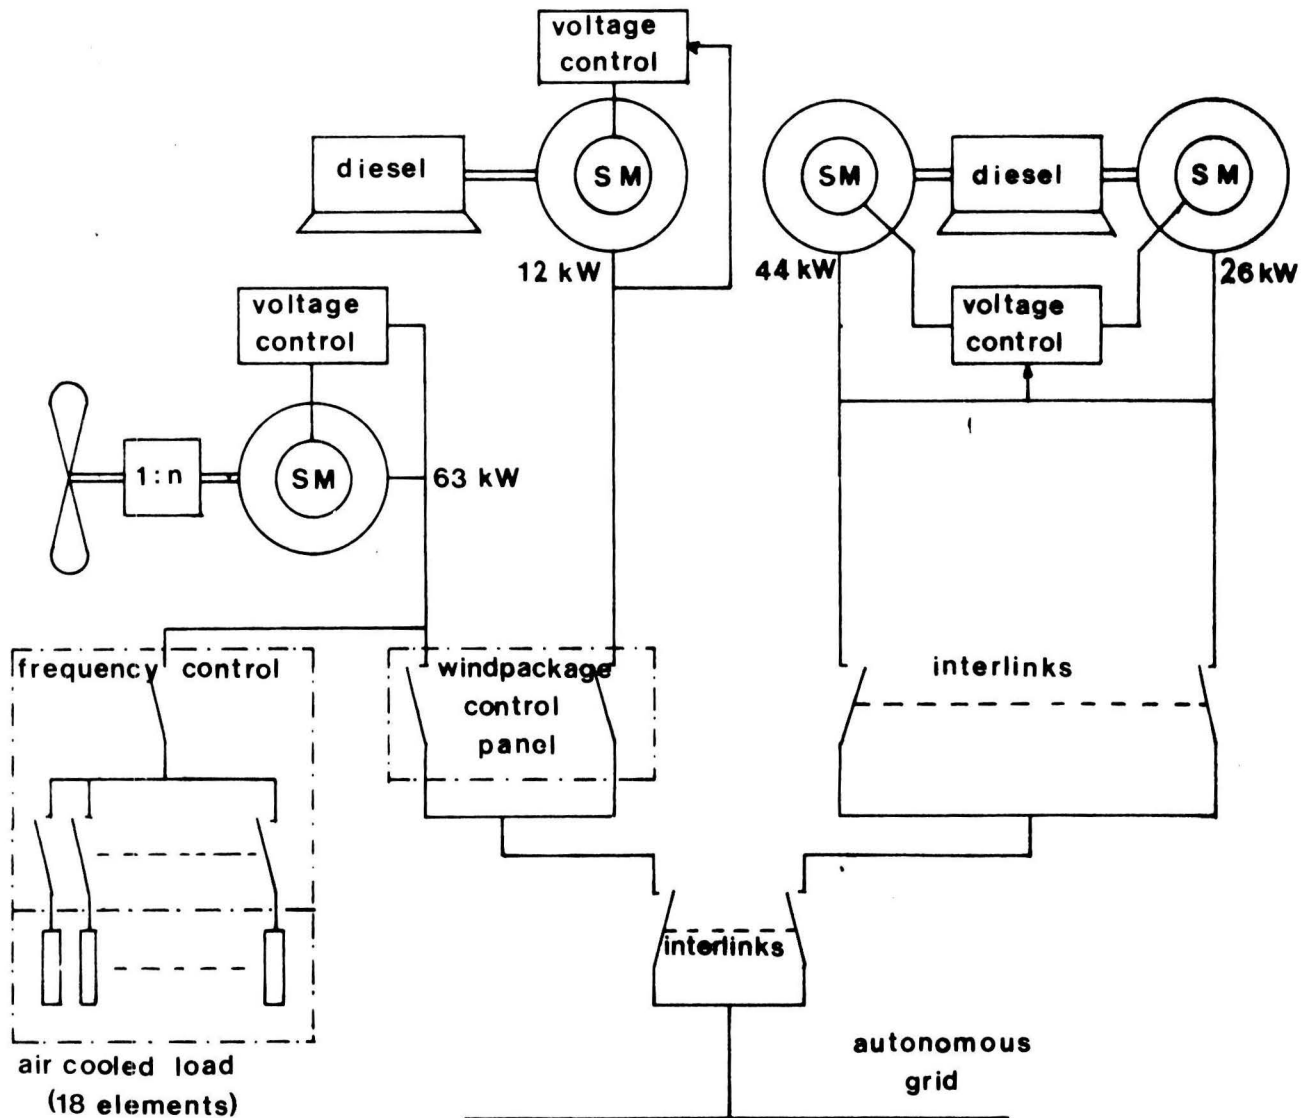 voltage
control
diesel
SM
SM
diesel
SM
12 kW
44 kW
26 kW
voltage
control
voltage
control
1:n
SM
63 kW
frequency control
windpackage
control
panel
interlinks
interlinks
air cooled load
(18 elements)
autonomous
grid